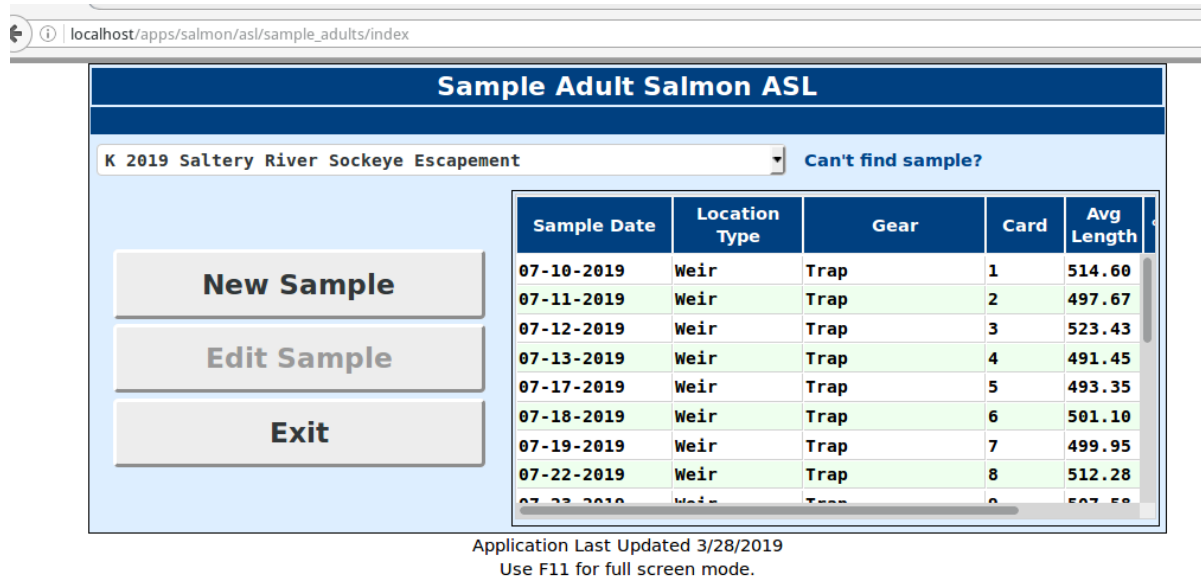 localhost/apps/salmon/asl/sample_adults/index
Sample Adult Salmon ASL
K 2019 Saltery River Sockeye Escapement Can't find sample?
New Sample
Edit Sample
Exit
Sample Date Location Type Gear Card Avg Length
07-10-2019 Weir Trap 1 514.60
07-11-2019 Weir Trap 2 497.67
07-12-2019 Weir Trap 3 523.43
07-13-2019 Weir Trap 4 491.45
07-17-2019 Weir Trap 5 493.35
07-18-2019 Weir Trap 6 501.10
07-19-2019 Weir Trap 7 499.95
07-22-2019 Weir Trap 8 512.28
Application Last Updated 3/28/2019
Use F11 for full screen mode.